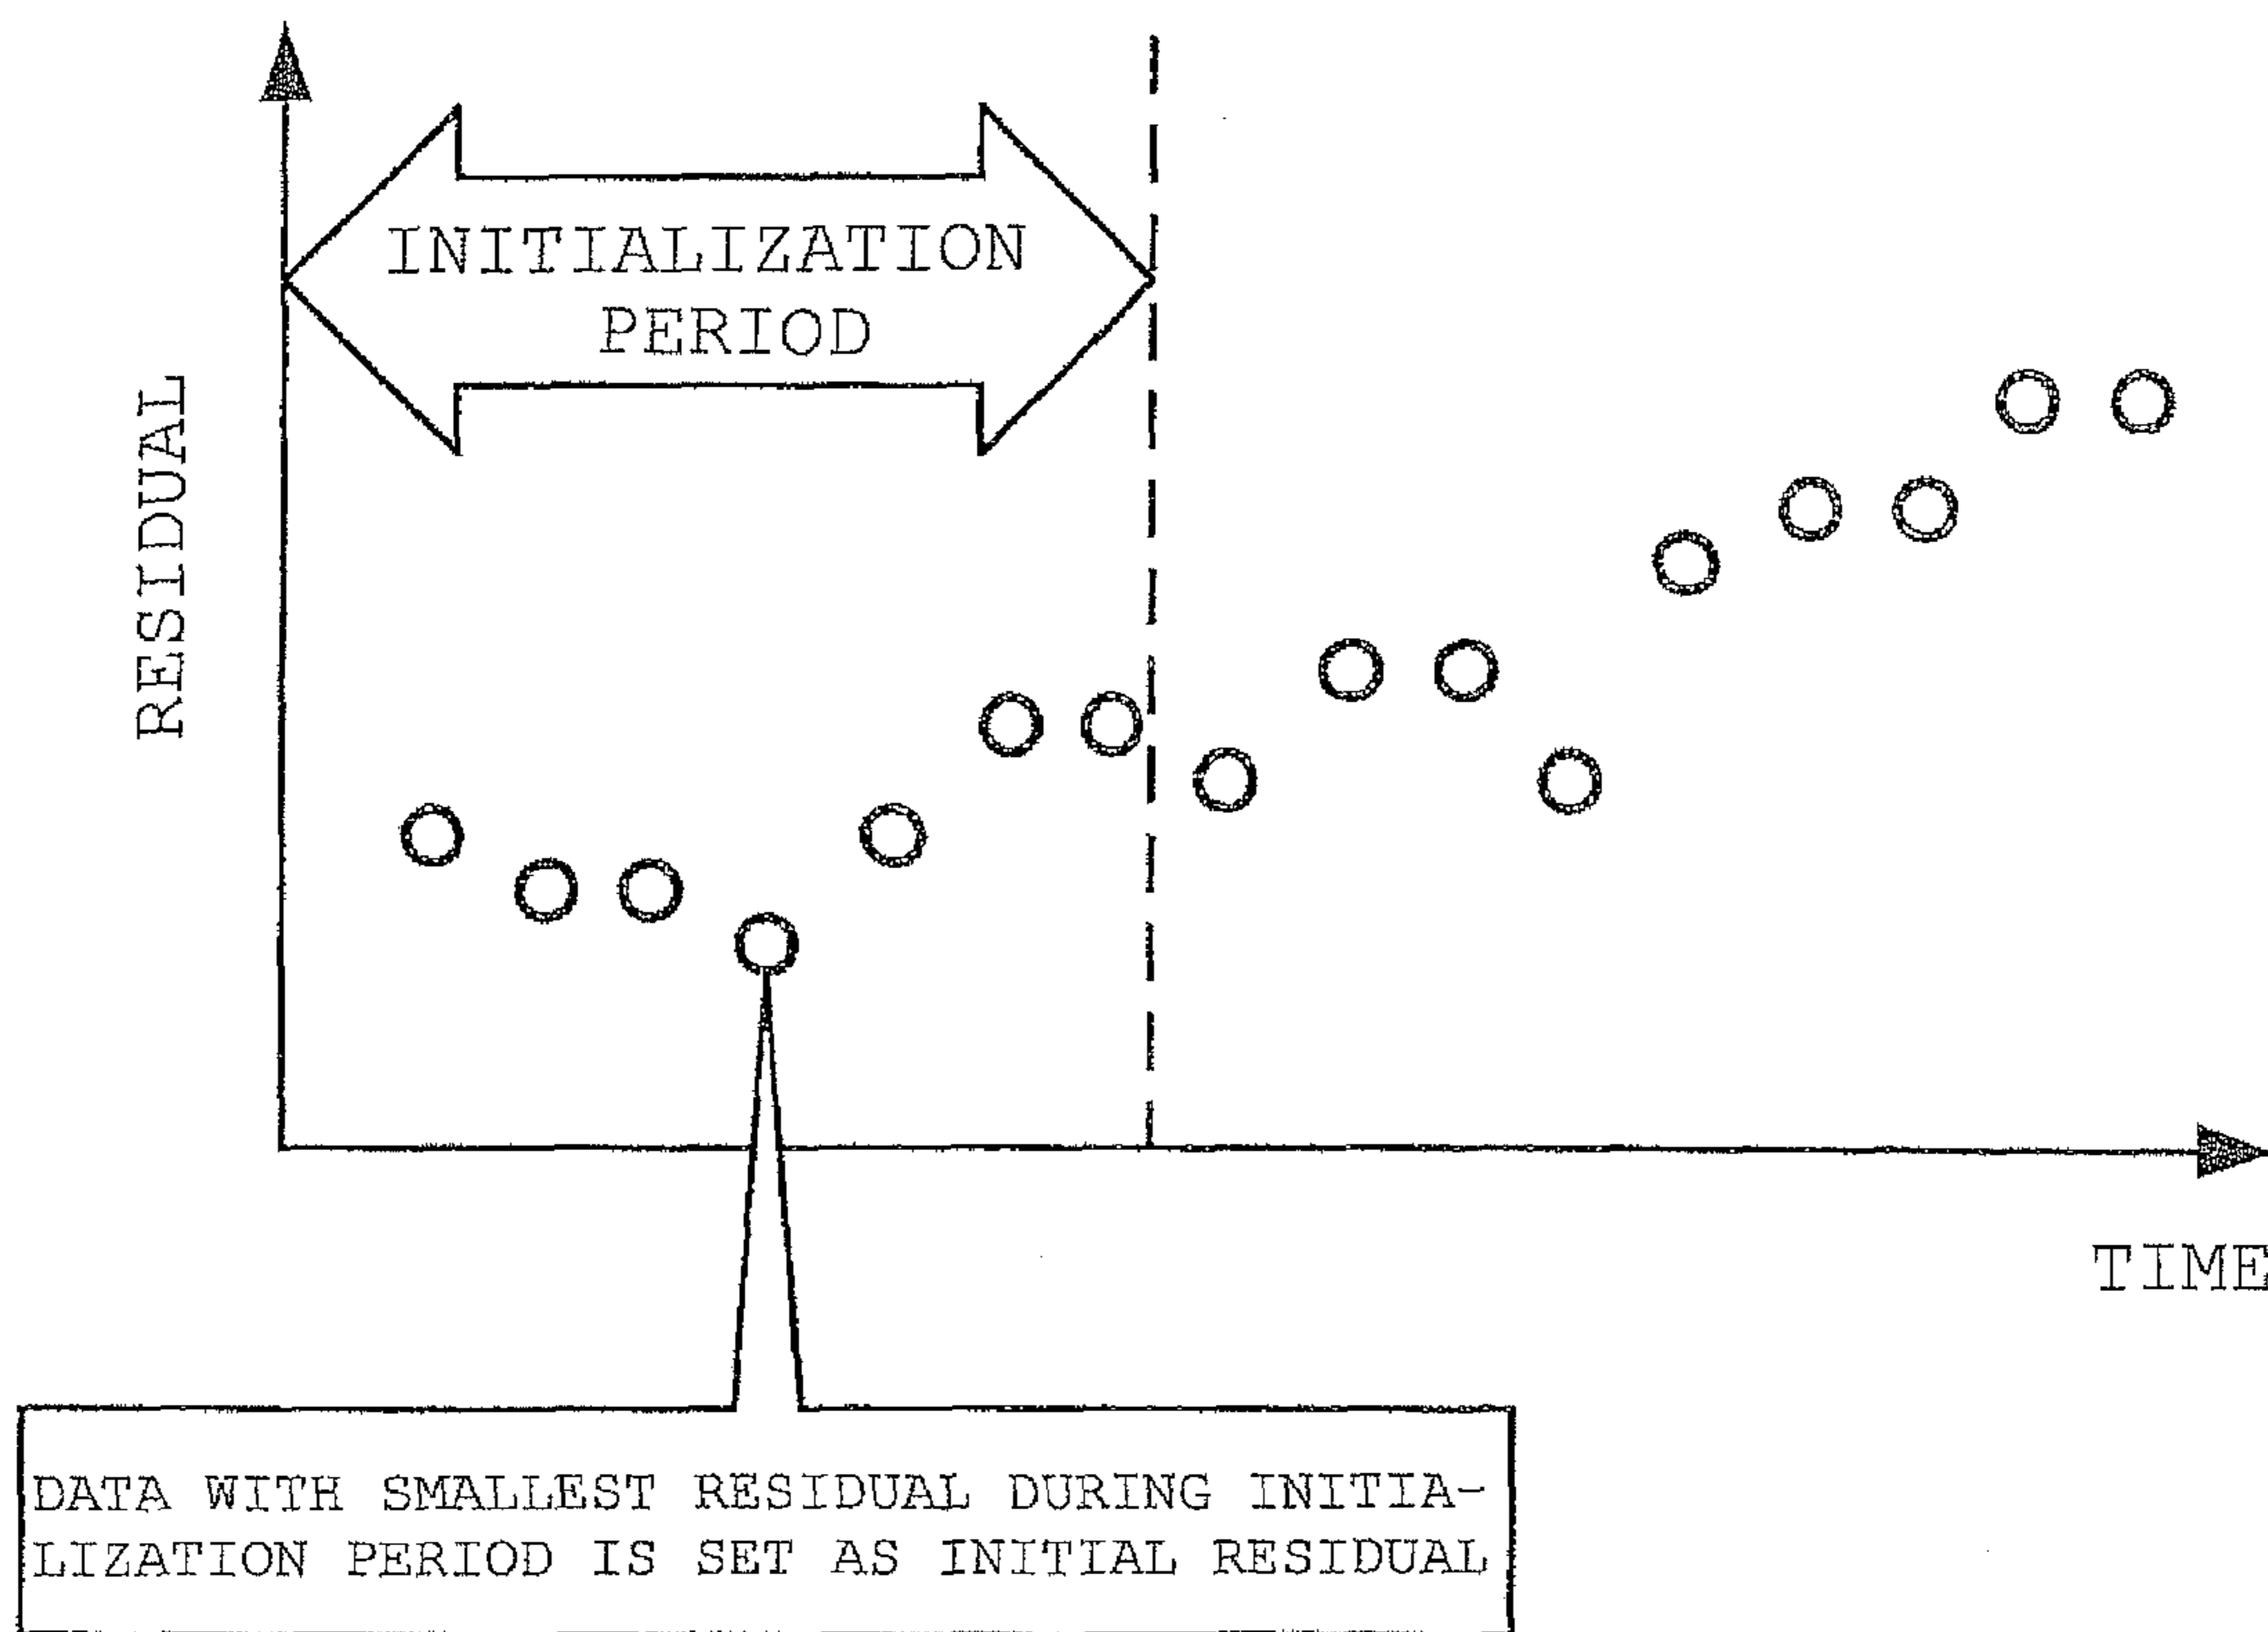 INITIALIZATION
PERIOD
RESIDUAL
TIME
DATA WITH SMALLEST RESIDUAL DURING INITIA-
LIZATION PERIOD IS SET AS INITIAL RESIDUAL